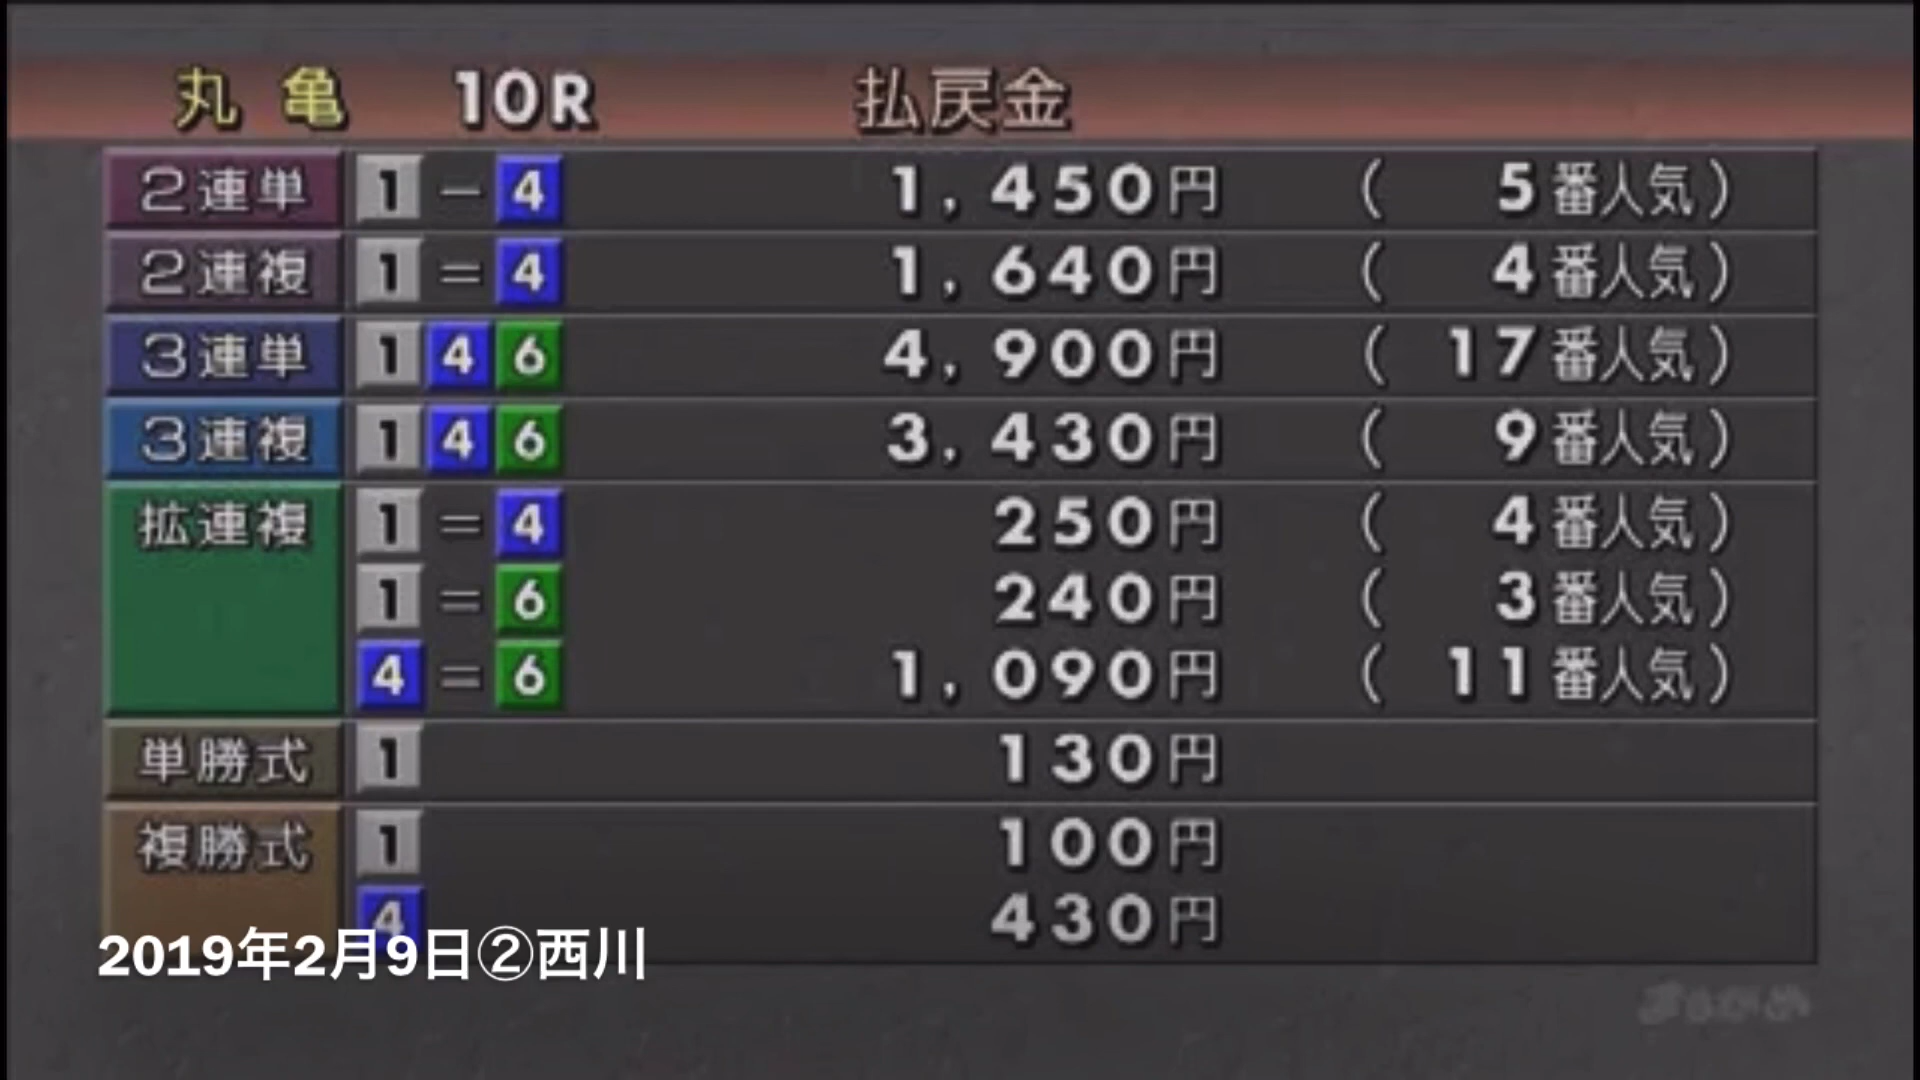 丸亀 10R 払戻金
2連単 1-4 1,450円 (5番人気)
2連複 1=4 1,640円 (4番人気)
3連単 1 4 6 4,900円 (17番人気)
3連複 1 4 6 3,430円 (9番人気)
拡連複 1=4 250円 (4番人気)
1=6 240円 (3番人気)
4=6 1,090円 (11番人気)
単勝式 1 130円
複勝式 1 100円
4 430円
2019年2月9日②西川